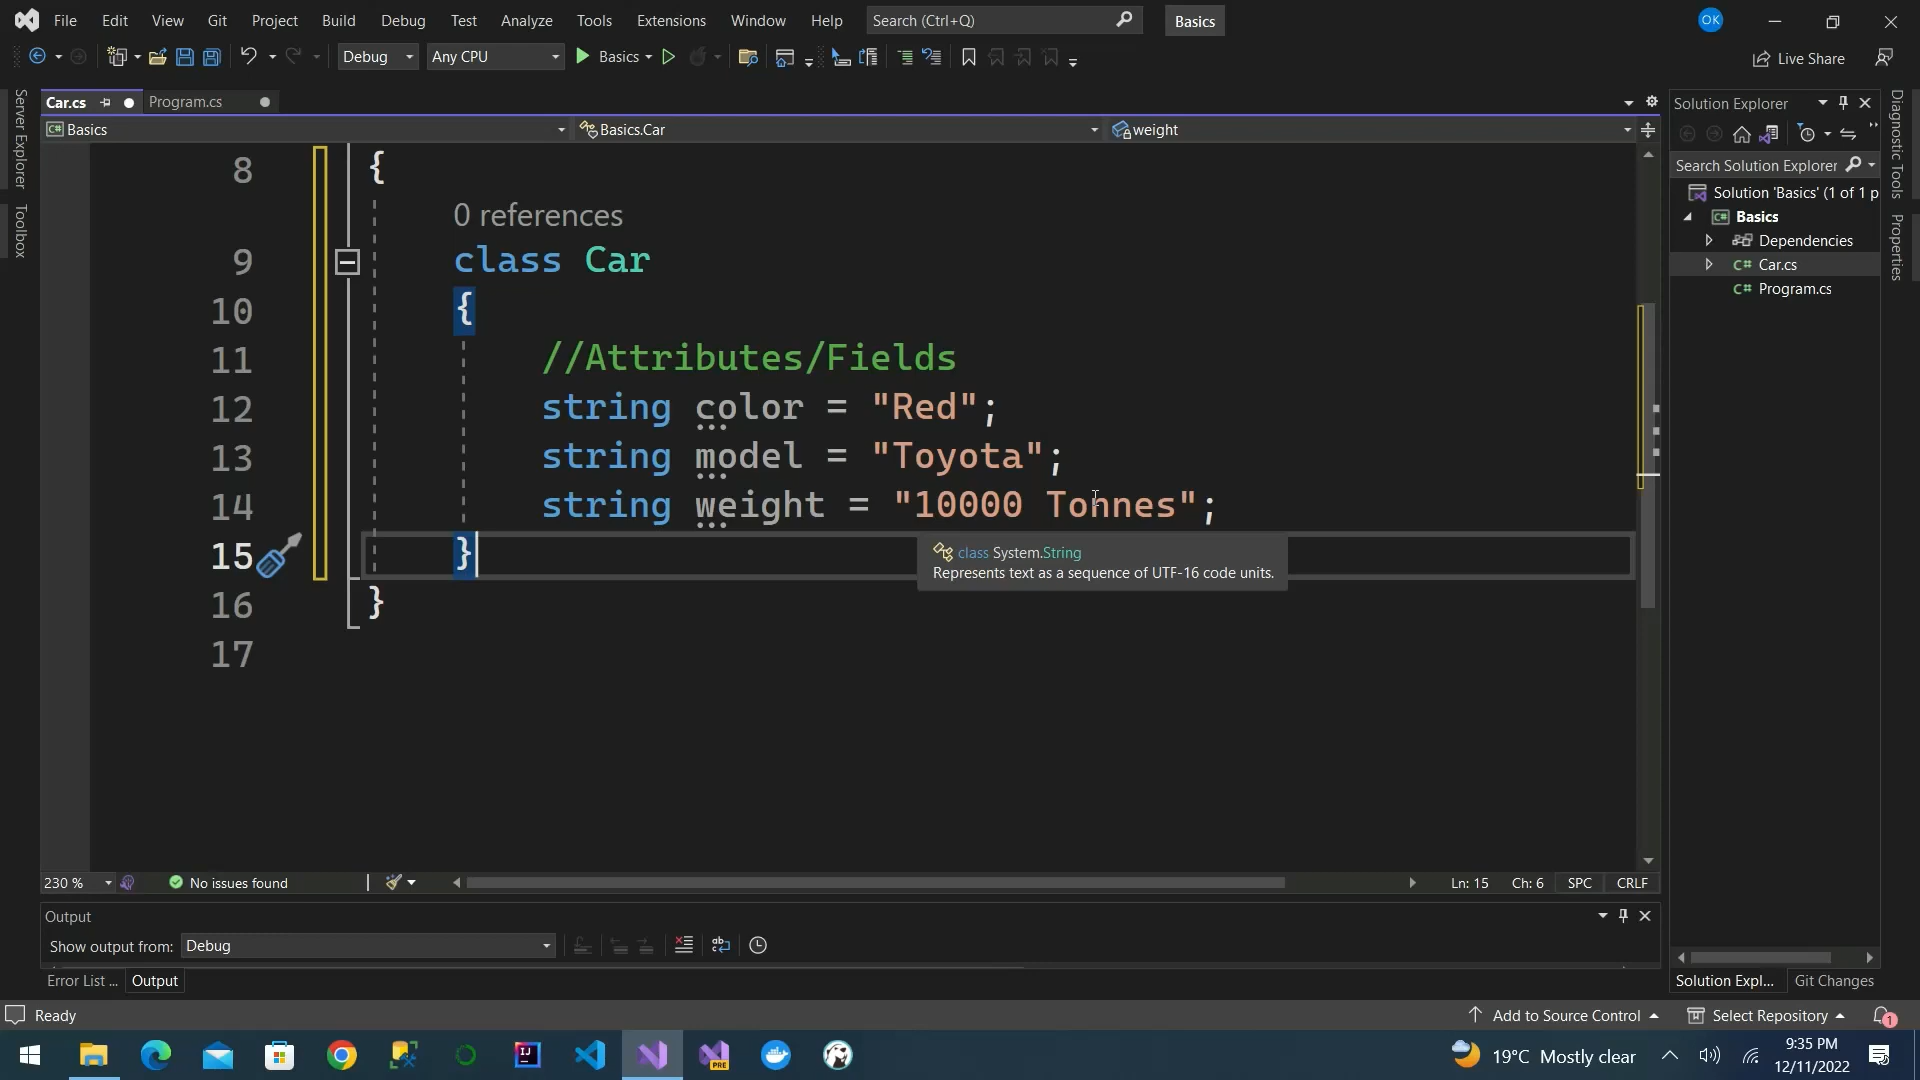 File Edit View Git Project Build Debug Test Analyze Tools Extensions Window Help Search (Ctrl+Q) Basics OK
Debug Any CPU Basics Live Share
Server Explorer
Toolbox
Car.cs Program.cs
Basics Basics.Car weight
8 {
0 references
9 class Car
10 {
11 //Attributes/Fields
12 string color = "Red";
13 string model = "Toyota";
14 string weight = "10000 Tonnes";
15 }
class System.String
Represents text as a sequence of UTF-16 code units.
16 }
17
230 % No issues found Ln: 15 Ch: 6 SPC CRLF
Output
Show output from: Debug
Error List ... Output
Solution Explorer
Search Solution Explorer
Solution 'Basics' (1 of 1 p
Basics
Dependencies
C# Car.cs
C# Program.cs
Solution Expl... Git Changes
Diagnostic Tools
Properties
Ready Add to Source Control Select Repository 1
PRE 19°C Mostly clear 9:35 PM
12/11/2022